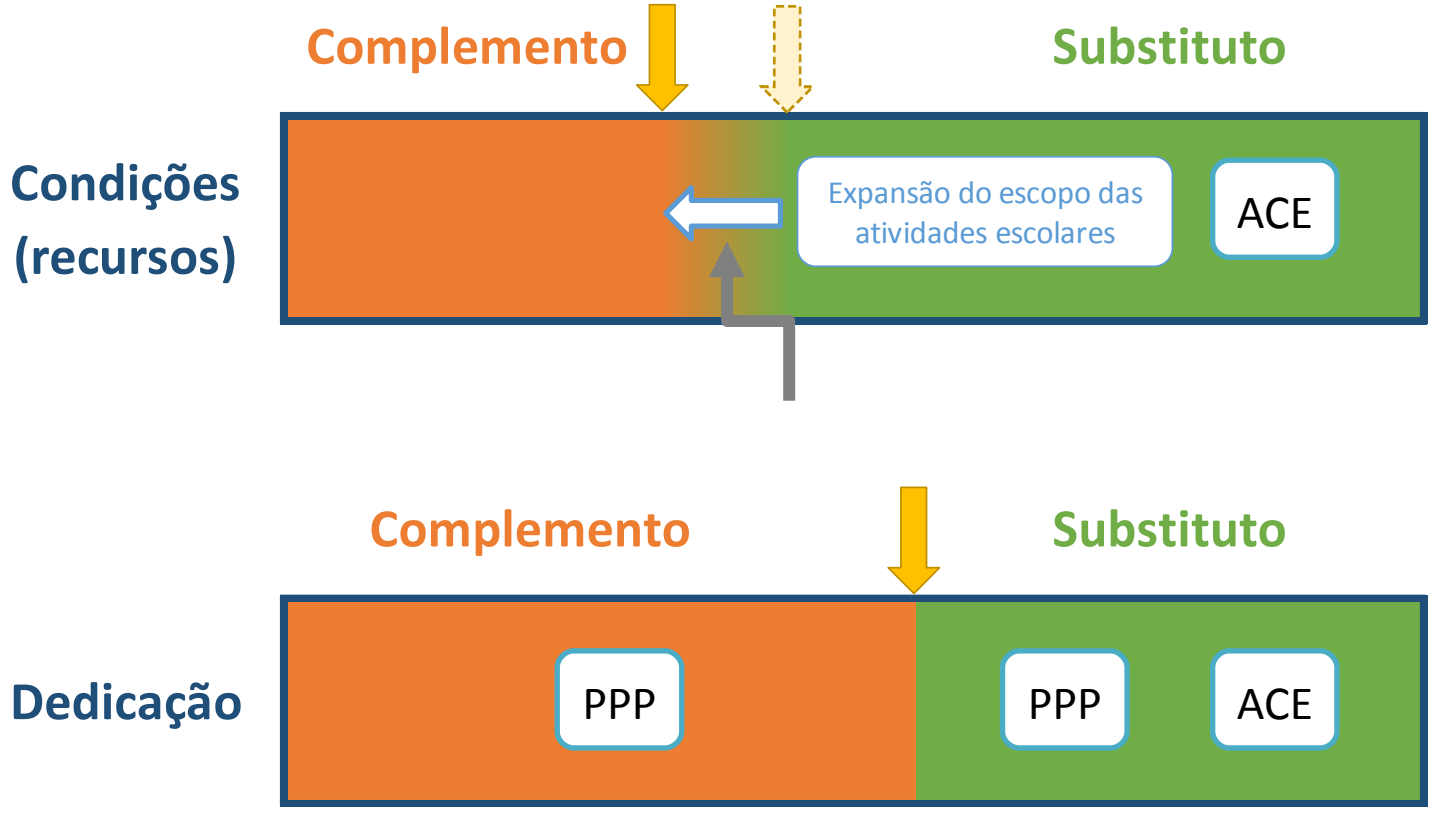 Complemento
Substituto
Condições
(recursos)
Expansão do escopo das
atividades escolares
ACE
Complemento
Substituto
Dedicação
PPP
PPP
ACE